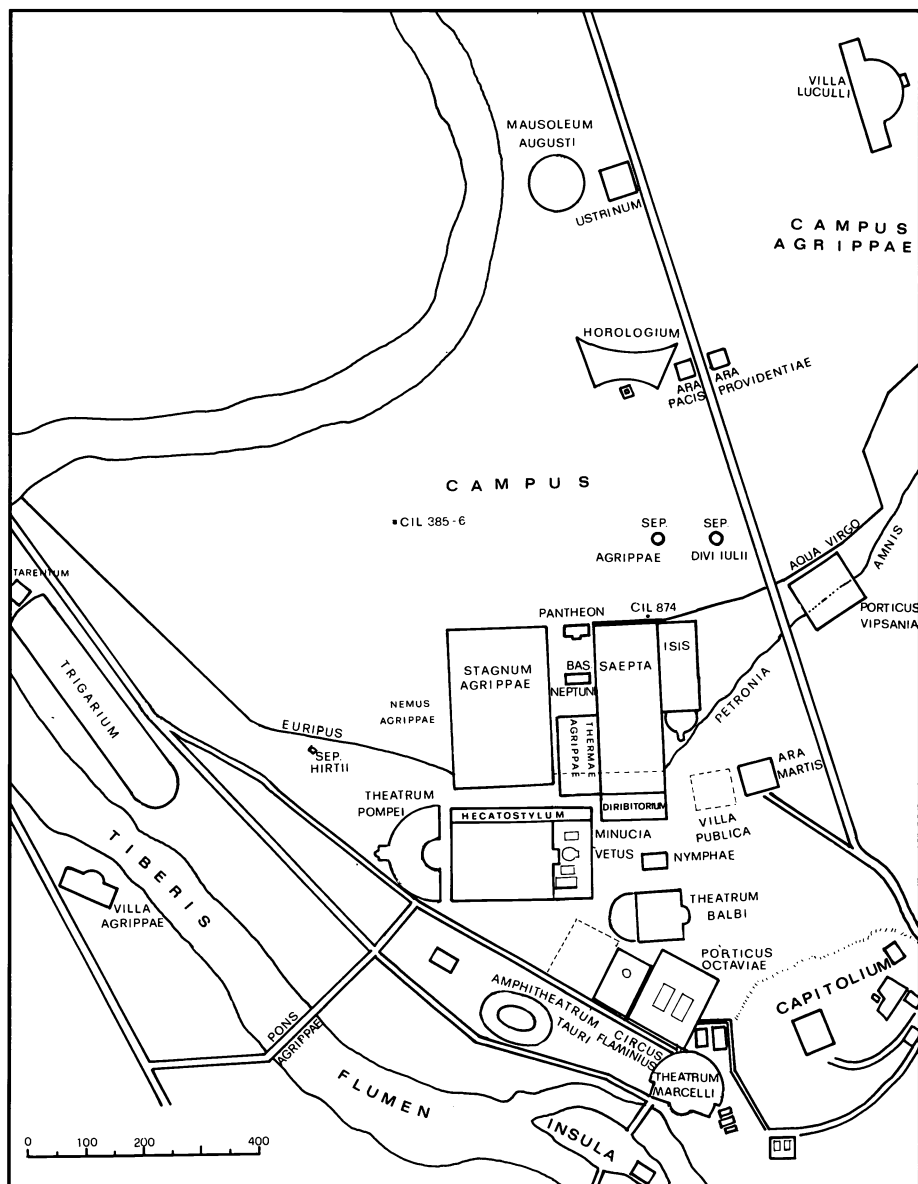 VILLA
LUCULLI
MAUSOLEUM
AUGUSTI
USTRINUM
CAMPUS
AGRIPPAE
HOROLOGIUM
ARA
PACIS
ARA
PROVIDENTIAE
CAMPUS
CIL 385-6
SEP.
AGRIPPAE
SEP.
DIVI IULII
AQUA VIRGO
AMNIS
TARENTUM
PANTHEON
CIL 874
PORTICUS
VIPSANIA
TRIGARIUM
STAGNUM
AGRIPPAE
BAS
NEPTUNI
SAEPTA
ISIS
PETRONIA
NEMUS
AGRIPPAE
EURIPUS
SEP.
HIRTII
THERMAE
AGRIPPAE
ARA
MARTIS
THEATRUM
POMPEI
HECATOSTYLUM
DIRIBITORIUM
VILLA
PUBLICA
MINUCIA
VETUS
NYMPHAE
TIBERIS
VILLA
AGRIPPAE
THEATRUM
BALBI
PORTICUS
OCTAVIAE
CAPITOLIUM
AMPHITHEATRUM
TAURI
CIRCUS
FLAMINIUS
PONS
AGRIPPAE
THEATRUM
MARCELLI
FLUMEN
INSULA
0 100 200 400